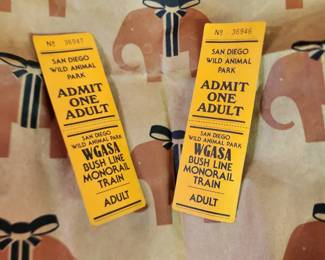 No 36947
SAN DIEGO
WILD ANIMAL
PARK
ADMIT
ONE
ADULT
SAN DIEGO
WILD ANIMAL PARK
WGASA
BUSH LINE
MONORAIL
TRAIN
ADULT
No 36946
SAN DIEGO
WILD ANIMAL
PARK
ADMIT
ONE
ADULT
SAN DIEGO
WILD ANIMAL PARK
WGASA
BUSH LINE
MONORAIL
TRAIN
ADULT